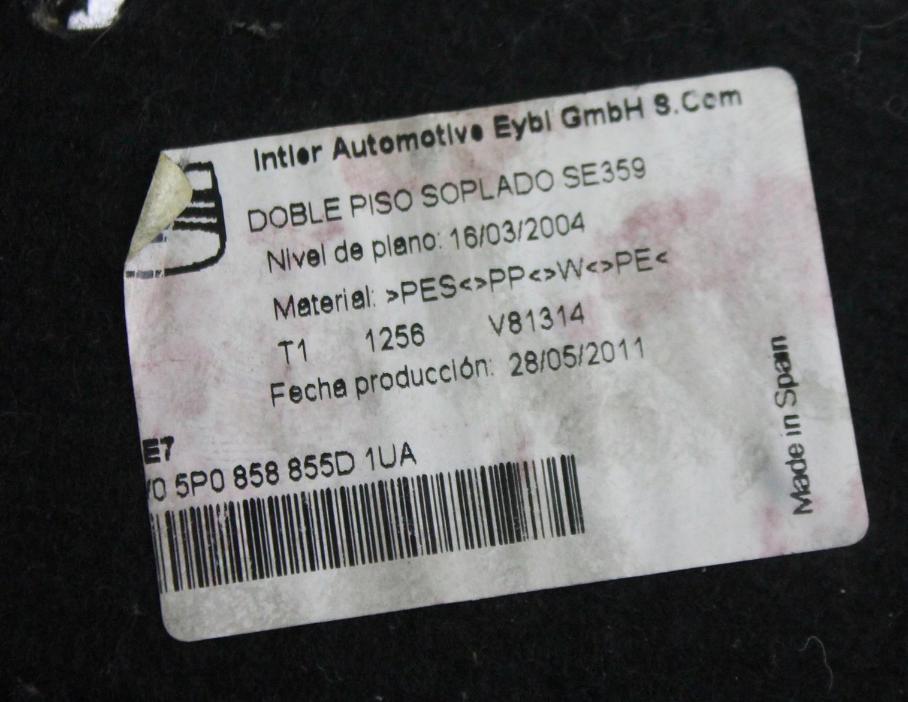 Intier Automotive Eybl GmbH S.Com
DOBLE PISO SOPLADO SE359
Nivel de plano: 16/03/2004
Material: >PES<>PP<>W<>PE<
T1 1256 V81314
Fecha producción: 28/05/2011
E7
0 5P0 858 855D 1UA
Made in Spain